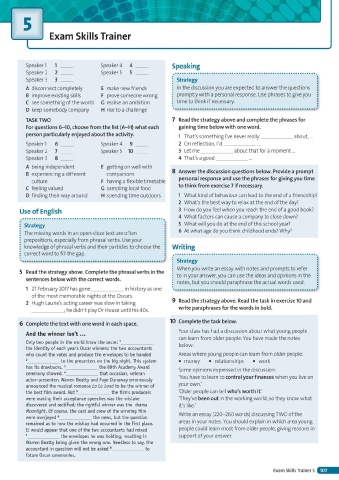 5
Exam Skills Trainer
Speaker 1 1 _____ Speaker 4 4 _____
Speaker 2 2 _____ Speaker 5 5 _____
Speaker 3 3 _____
A disconnect completely E make new friends
B improve existing skills F prove someone wrong
C see something of the world G realise an ambition
D keep somebody company H rise to a challenge
TASK TWO
For questions 6–10, choose from the list (A–H) what each
person particularly enjoyed about the activity.
Speaker 1 6 _____ Speaker 4 9 _____
Speaker 2 7 _____ Speaker 5 10 _____
Speaker 3 8 _____
A being independent E getting on well with
B experiencing a different companions
culture F having a flexible timetable
C feeling valued G sampling local food
D finding their way around H spending time outdoors
Use of English
Strategy
The missing words in an open-cloze text are often
prepositions, especially from phrasal verbs. Use your
knowledge of phrasal verbs and their particles to choose the
correct word to fill the gap.
5 Read the strategy above. Complete the phrasal verbs in the
sentences below with the correct words.
1 27 February 2017 has gone _____ in history as one
of the most memorable nights at the Oscars.
2 Hugh Laurie's acting career was slow in taking
_____; he didn't play Dr House until his 40s.
6 Complete the text with one word in each space.
And the winner isn't …
Only two people in the world know the secret 1_____
the identity of each year's Oscar winners: the two accountants
who count the votes and produce the envelopes to be handed
2_____ to the presenters on the big night. This system
has its drawbacks. 3_____ the 89th Academy Award
ceremony showed. 4_____ that occasion, veteran
actor-presenters Warren Beatty and Faye Dunaway erroneously
announced the musical romance La La Land to be the winner of
the best film award. Not 5_____ the film's producers
were making their acceptance speeches was the mistake
discovered and rectified: the rightful winner was the drama
Moonlight. Of course, the cast and crew of the winning film
were overjoyed 6_____ the news, but the question
remained as to how the mishap had occurred in the first place.
It would appear that one of the two accountants had mixed
7_____ the envelopes he was holding, resulting in
Warren Beatty being given the wrong one. Needless to say, the
accountant in question will not be asked 8_____ to
future Oscar ceremonies.
Speaking
Strategy
In the discussion you are expected to answer the questions
promptly with a personal response. Use phrases to give you
time to think if necessary.
7 Read the strategy above and complete the phrases for
gaining time below with one word.
1 That's something I've never really _____ about, …
2 On reflection, I'd …
3 Let me _____ about that for a moment …
4 That's a good _____ …
8 Answer the discussion questions below. Provide a prompt
personal response and use the phrases for giving you time
to think from exercise 7 if necessary.
1 What kind of behaviour can lead to the end of a friendship?
2 What's the best way to relax at the end of the day?
3 How do you feel when you reach the end of a good book?
4 What factors can cause a company to close down?
5 What will you do at the end of this school year?
6 At what age do you think childhood ends? Why?
Writing
Strategy
When you write an essay with notes and prompts to refer
to in your answer, you can use the ideas and opinions in the
notes, but you should paraphrase the actual words used.
9 Read the strategy above. Read the task in exercise 10 and
write paraphrases for the words in bold.
10 Complete the task below.
Your class has had a discussion about what young people
can learn from older people. You have made the notes
below:
Areas where young people can learn from older people:
• money • relationships • work
Some opinions expressed in the discussion:
'You have to learn to control your finances when you live on
your own.'
'Older people can tell who's worth it.'
'They've been out in the working world, so they know what
it's like.'
Write an essay (220–260 words) discussing TWO of the
areas in your notes. You should explain in which area young
people could learn most from older people, giving reasons in
support of your answer.
Exam Skills Trainer 5 107